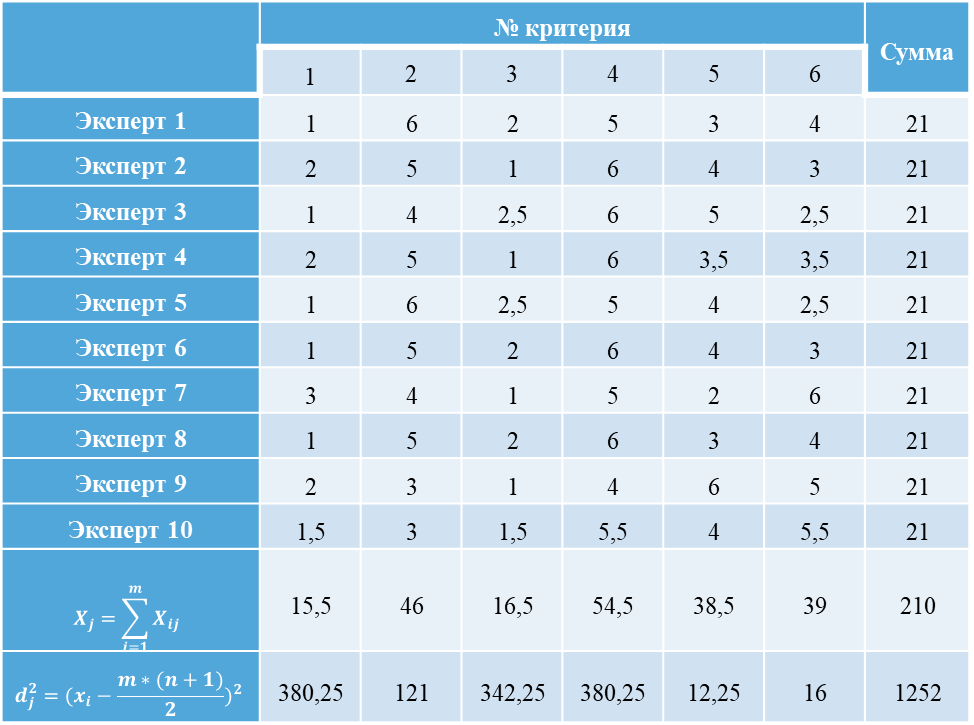 № критерия Сумма
1 2 3 4 5 6
Эксперт 1 1 6 2 5 3 4 21
Эксперт 2 2 5 1 6 4 3 21
Эксперт 3 1 4 2,5 6 5 2,5 21
Эксперт 4 2 5 1 6 3,5 3,5 21
Эксперт 5 1 6 2,5 5 4 2,5 21
Эксперт 6 1 5 2 6 4 3 21
Эксперт 7 3 4 1 5 2 6 21
Эксперт 8 1 5 2 6 3 4 21
Эксперт 9 2 3 1 4 6 5 21
Эксперт 10 1,5 3 1,5 5,5 4 5,5 21
X_j = ∑_{i=1}^{m} X_{ij} 15,5 46 16,5 54,5 38,5 39 210
d_j^2 = (x_i − \frac{m * (n + 1)}{2})^2 380,25 121 342,25 380,25 12,25 16 1252